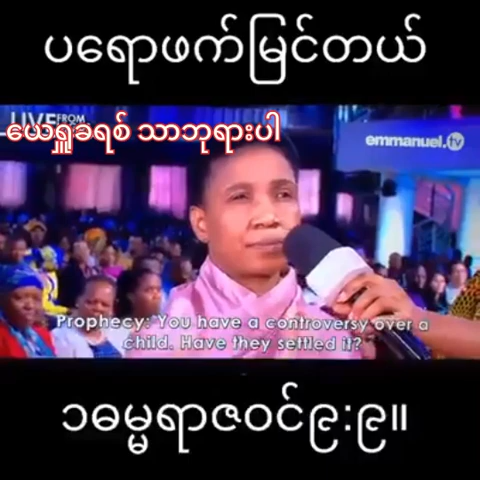 ပရောဖက်မြင်တယ်
LIVE FROM
ယေရှူခရစ် သာဘုရားပါ
emmanuel.tv
Prophecy: "You have a controversy over a
child. Have they settled it?
၁ဓမ္မရာဇဝင်၉:၉။